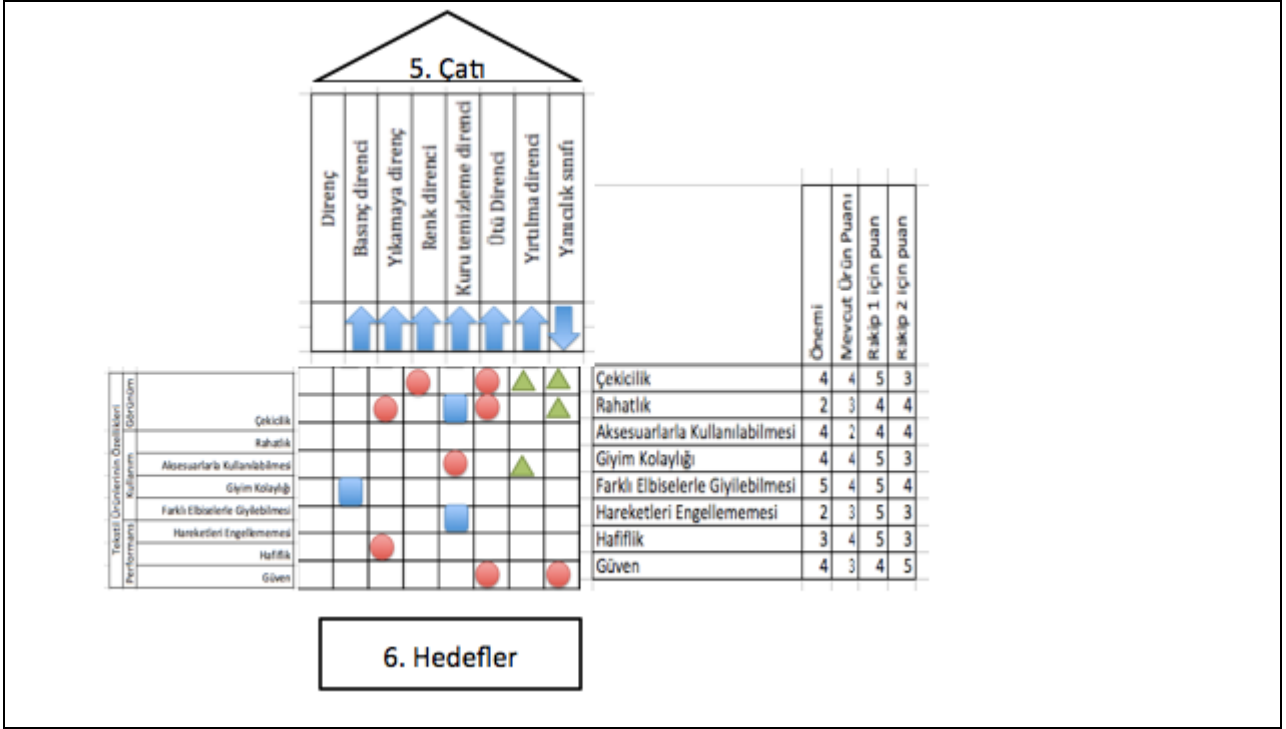 5. Çatı
Direnç
Basınç direnci
Yıkamaya direnç
Renk direnci
Kuru temizleme direnci
Ütü Direnci
Yırtılma direnci
Yanıcılık sınıfı
Önemi
Mevcut Ürün Puanı
Rakip 1 için puan
Rakip 2 için puan
Tekstil Ürünlerinin Özellikleri
Görünüm
Kullanım
Performans
Çekicilik
Rahatlık
Aksesuarlarla Kullanılabilmesi
Giyim Kolaylığı
Farklı Elbiselerle Giyilebilmesi
Hareketleri Engellememesi
Hafiflik
Güven
Çekicilik 4 4 5 3
Rahatlık 2 3 4 4
Aksesuarlarla Kullanılabilmesi 4 2 4 4
Giyim Kolaylığı 4 4 5 3
Farklı Elbiselerle Giyilebilmesi 5 4 5 4
Hareketleri Engellememesi 2 3 5 3
Hafiflik 3 4 5 3
Güven 4 3 4 5
6. Hedefler